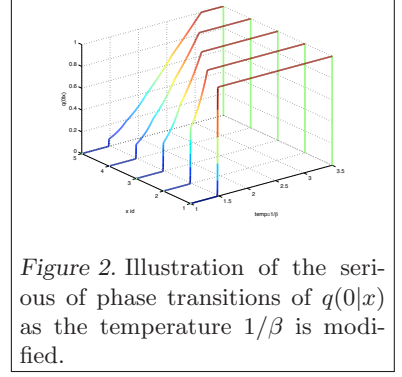 1
0.8
0.6
0.4
0.2
0
q(0|x)
5
4
3
2
1
x id
1
1.5
2
2.5
3
3.5
temp=1/β
Figure 2. Illustration of the seri-
ous of phase transitions of q(0|x)
as the temperature 1/β is modi-
fied.